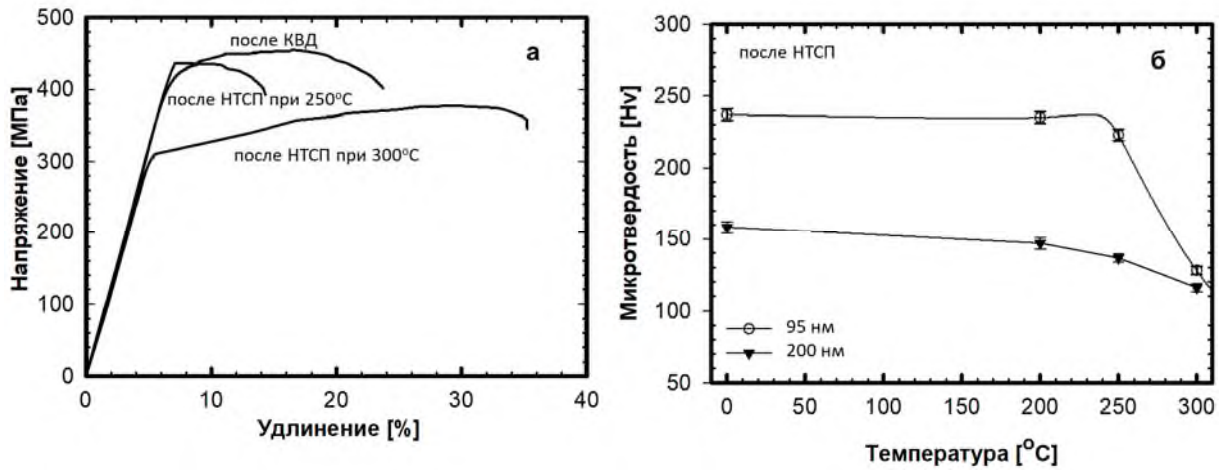 500
400
300
200
100
0
Напряжение [МПа]
после КВД
а
после НТСП при 250°C
после НТСП при 300°C
0 10 20 30 40
Удлинение [%]
300
250
200
150
100
50
Микротвердость [Hv]
после НТСП
б
95 нм
200 нм
0 50 100 150 200 250 300
Температура [°C]